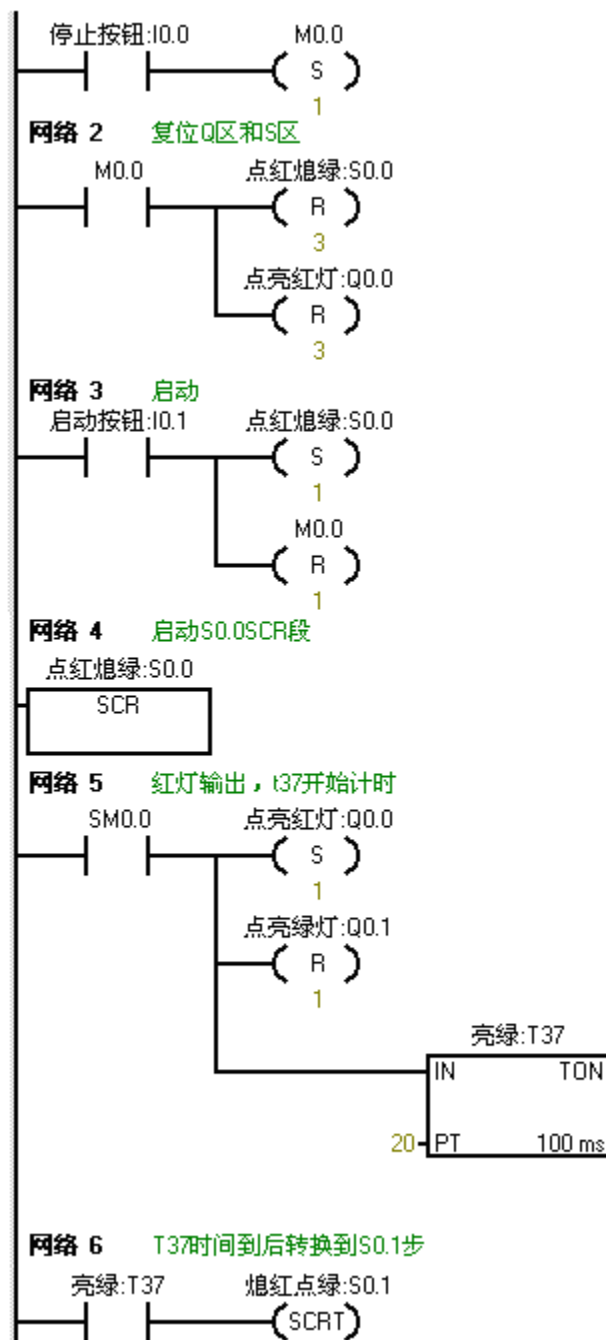 停止按钮:I0.0 M0.0
S
1
网络 2 复位Q区和S区
M0.0 点红熄绿:S0.0
R
3
点亮红灯:Q0.0
R
3
网络 3 启动
启动按钮:I0.1 点红熄绿:S0.0
S
1
M0.0
R
1
网络 4 启动S0.0SCR段
点红熄绿:S0.0
SCR
网络 5 红灯输出，t37开始计时
SM0.0 点亮红灯:Q0.0
S
1
点亮绿灯:Q0.1
R
1
亮绿:T37
IN TON
20 PT 100 ms
网络 6 T37时间到后转换到S0.1步
亮绿:T37 熄红点绿:S0.1
SCRT